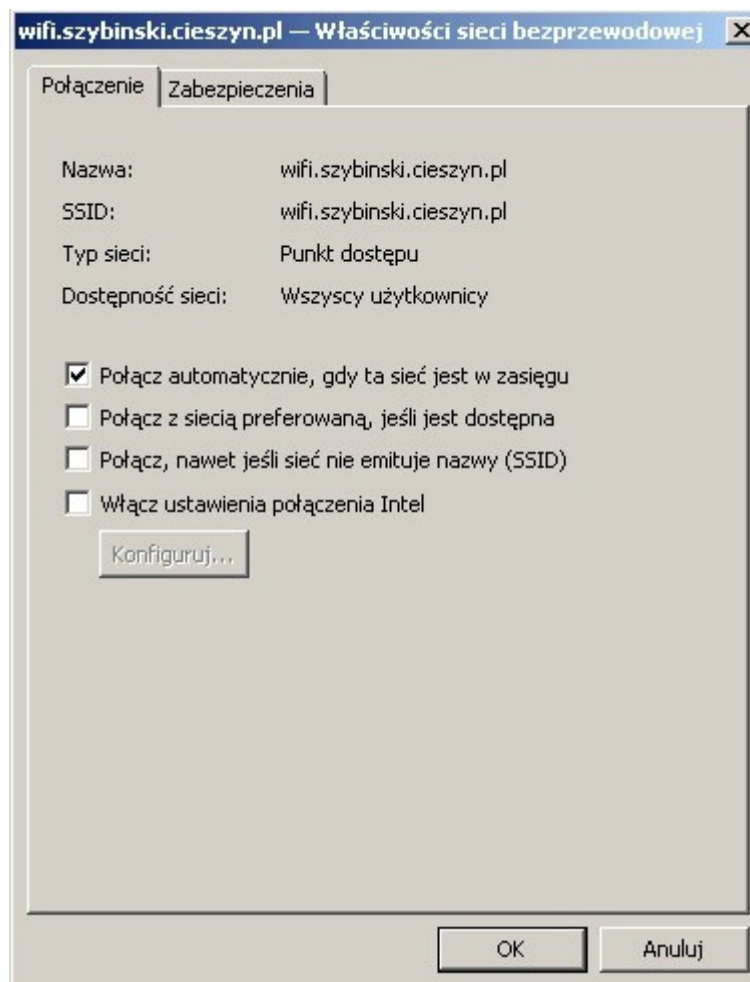 wifi.szybinski.cieszyn.pl — Właściwości sieci bezprzewodowej
Połączenie Zabezpieczenia
Nazwa: wifi.szybinski.cieszyn.pl
SSID: wifi.szybinski.cieszyn.pl
Typ sieci: Punkt dostępu
Dostępność sieci: Wszyscy użytkownicy
Połącz automatycznie, gdy ta sieć jest w zasięgu
Połącz z siecią preferowaną, jeśli jest dostępna
Połącz, nawet jeśli sieć nie emituje nazwy (SSID)
Włącz ustawienia połączenia Intel
Konfiguruj...
OK Anuluj